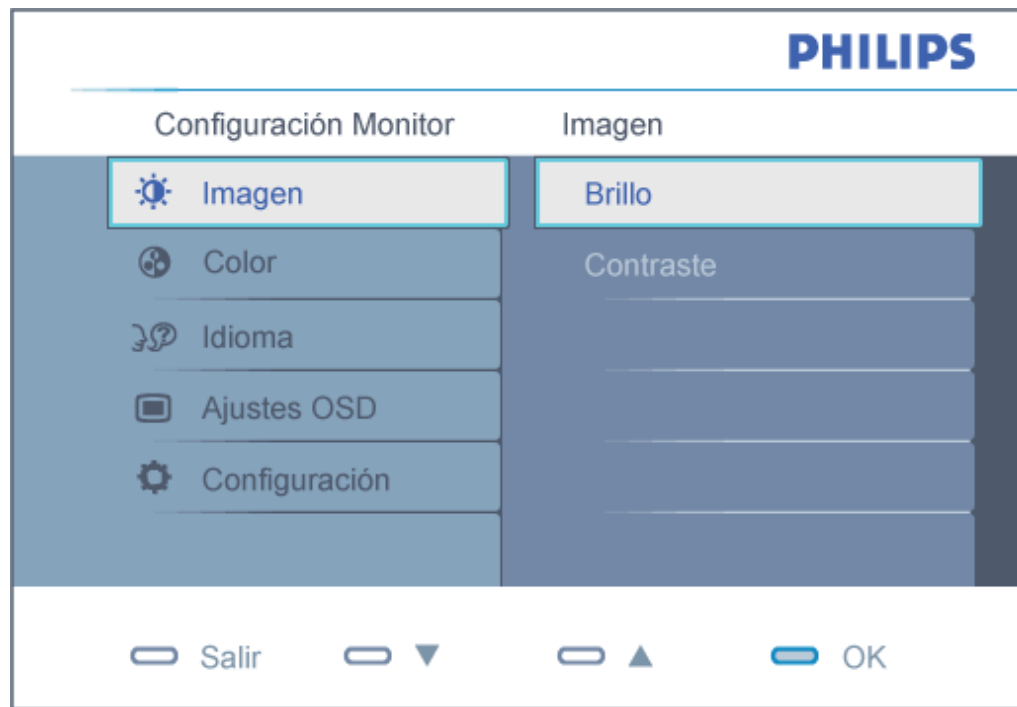 PHILIPS
Configuración Monitor Imagen
Imagen Brillo
Color Contraste
Idioma
Ajustes OSD
Configuración
Salir ▼ ▲ OK